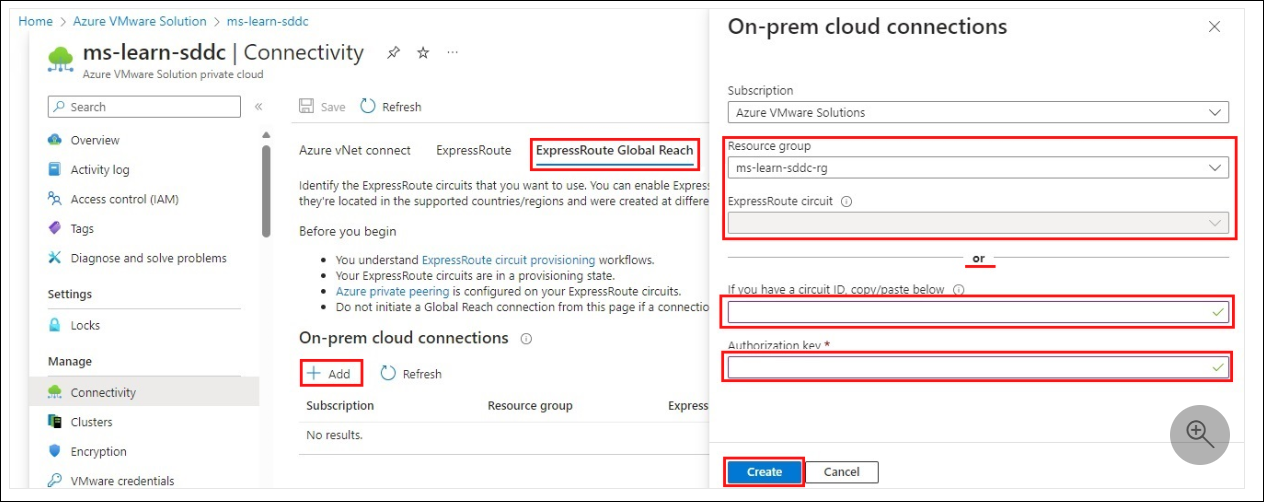 Home > Azure VMware Solution > ms-learn-sddc
ms-learn-sddc | Connectivity
Azure VMware Solution private cloud
Search
Overview
Activity log
Access control (IAM)
Tags
Diagnose and solve problems
Settings
Locks
Manage
Connectivity
Clusters
Encryption
VMware credentials
Save Refresh
Azure vNet connect ExpressRoute ExpressRoute Global Reach
Identify the ExpressRoute circuits that you want to use. You can enable Expres
they're located in the supported countries/regions and were created at differe
Before you begin
• You understand ExpressRoute circuit provisioning workflows.
• Your ExpressRoute circuits are in a provisioning state.
• Azure private peering is configured on your ExpressRoute circuits.
• Do not initiate a Global Reach connection from this page if a connection
On-prem cloud connections
+ Add Refresh
Subscription Resource group Express
No results.
On-prem cloud connections
Subscription
Azure VMware Solutions
Resource group
ms-learn-sddc-rg
ExpressRoute circuit
or
If you have a circuit ID, copy/paste below
Authorization key *
Create Cancel